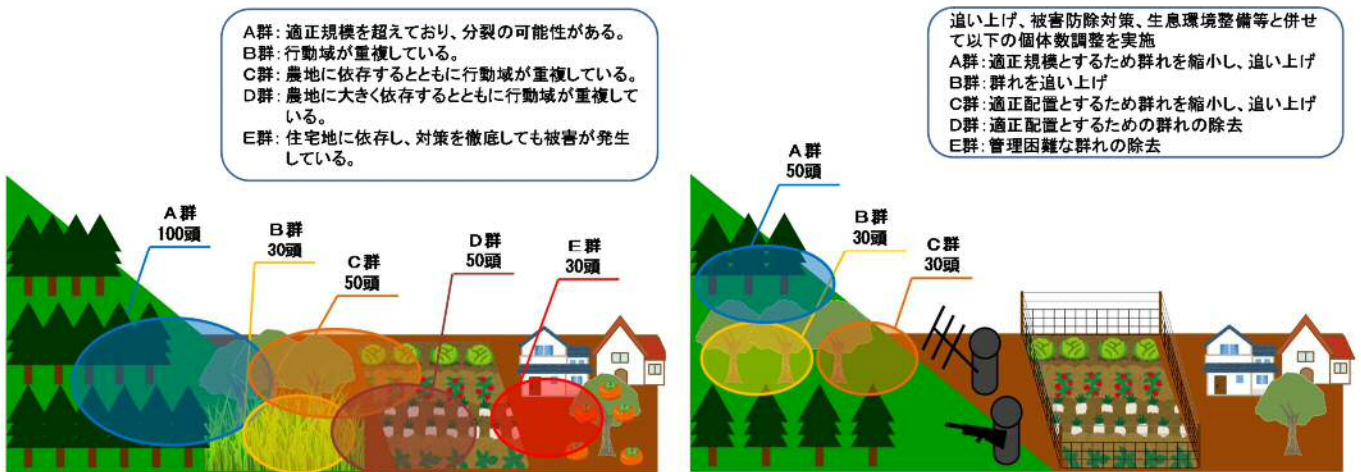 A群：適正規模を超えており、分裂の可能性がある。
B群：行動域が重複している。
C群：農地に依存するとともに行動域が重複している。
D群：農地に大きく依存するとともに行動域が重複して
いる。
E群：住宅地に依存し、対策を徹底しても被害が発生
している。
A群
100頭
B群
30頭
C群
50頭
D群
50頭
E群
30頭
追い上げ、被害防除対策、生息環境整備等と併せ
て以下の個体数調整を実施
A群：適正規模とするため群れを縮小し、追い上げ
B群：群れを追い上げ
C群：適正配置とするため群れを縮小し、追い上げ
D群：適正配置とするための群れの除去
E群：管理困難な群れの除去
A群
50頭
B群
30頭
C群
30頭